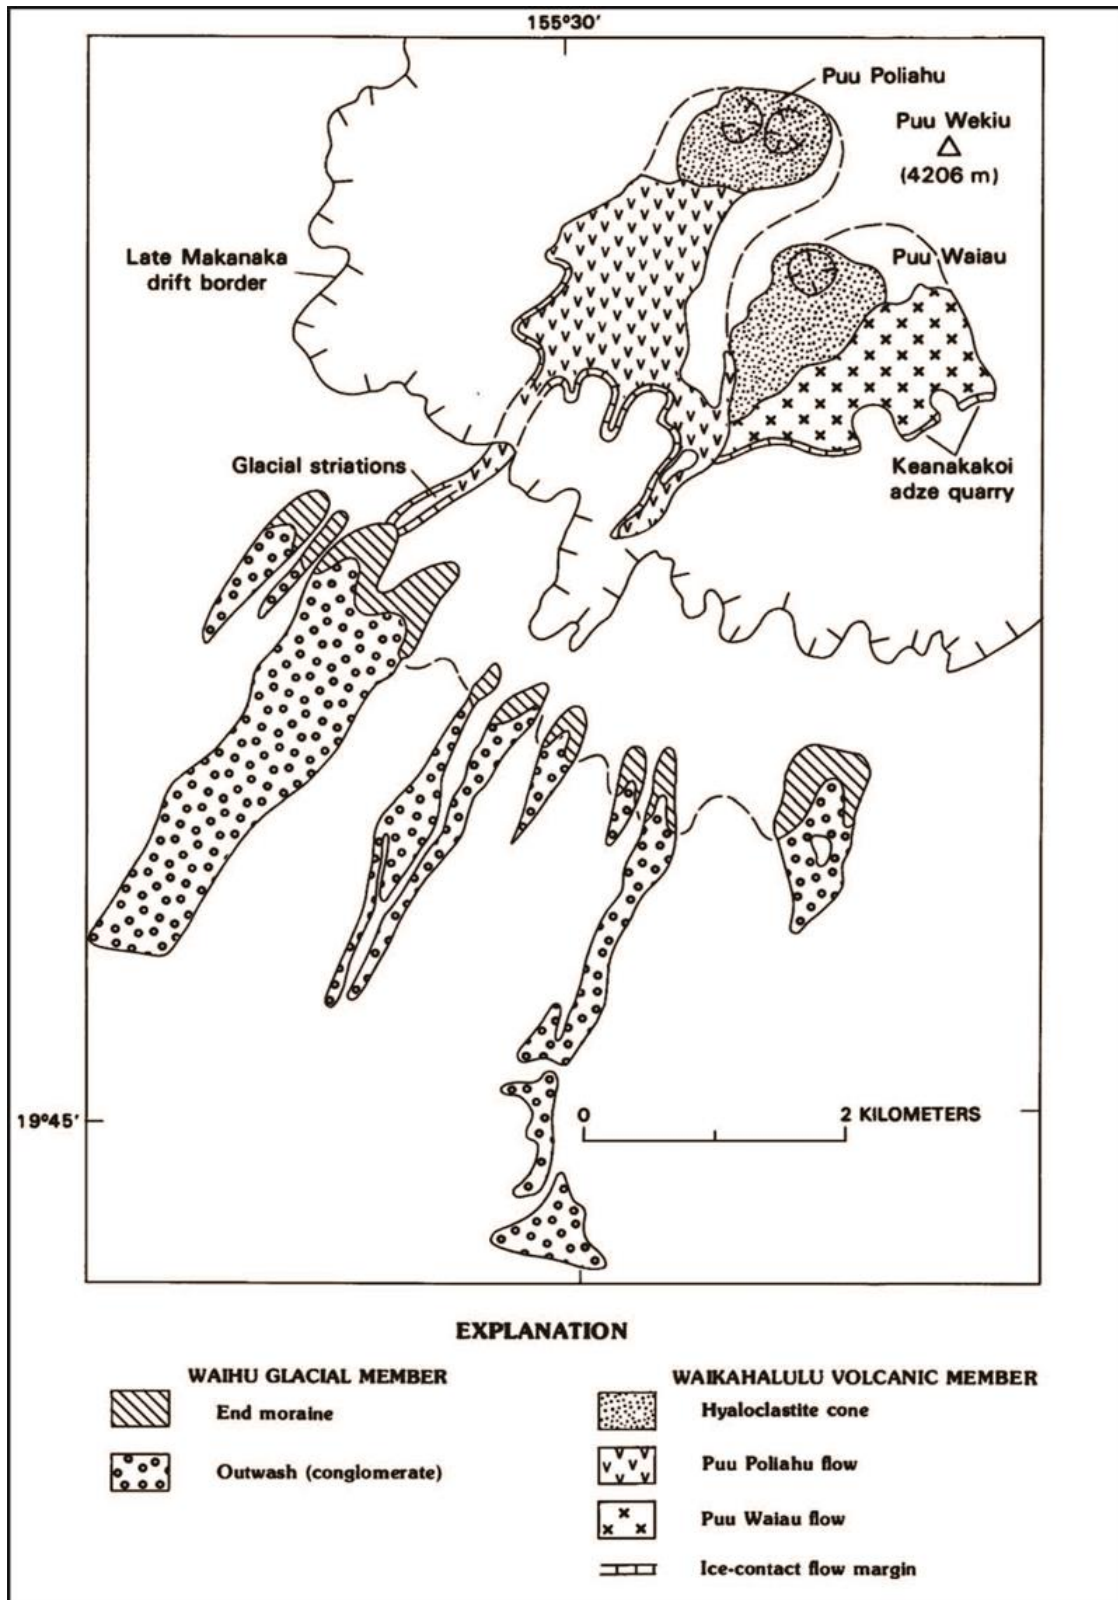 155°30'
Puu Poliahu
Puu Wekiu
(4206 m)
Late Makanaka
drift border
Puu Waiau
Glacial striations
Keanakakoi
adze quarry
19°45'
0
2 KILOMETERS
EXPLANATION
WAIHU GLACIAL MEMBER
End moraine
Outwash (conglomerate)
WAIKAHALULU VOLCANIC MEMBER
Hyaloclastite cone
Puu Poliahu flow
Puu Waiau flow
Ice-contact flow margin